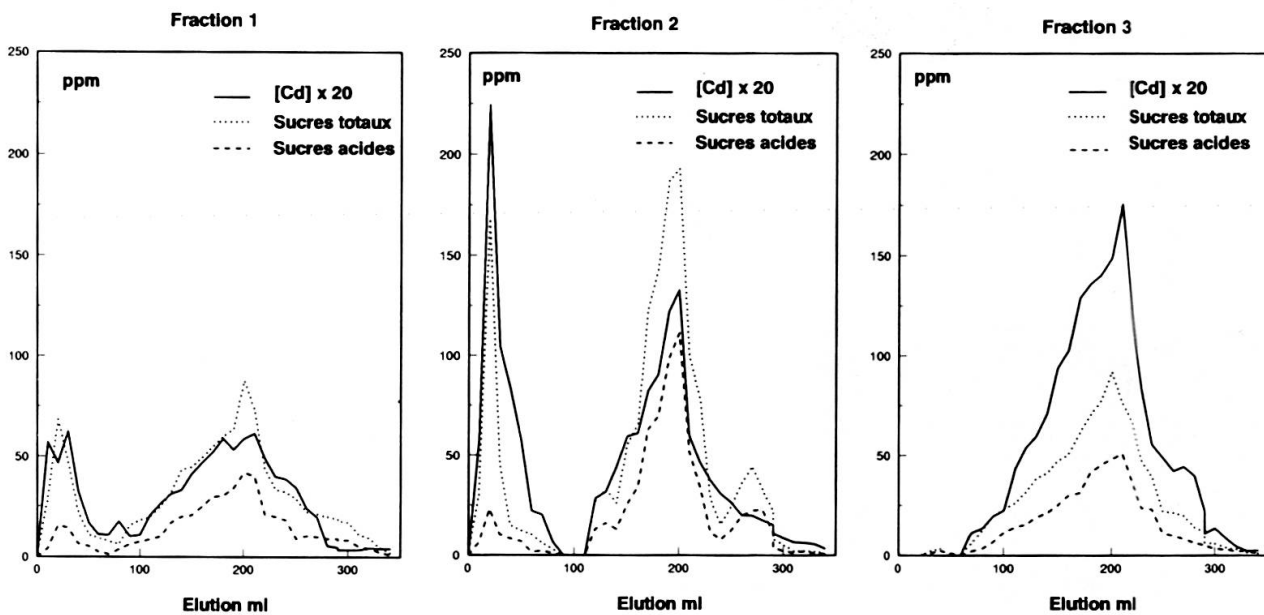 Fraction 1
250
200
150
100
50
0
ppm
[Cd] x 20
Sucres totaux
Sucres acides
0 100 200 300
Elution ml
Fraction 2
250
200
150
100
50
0
ppm
[Cd] x 20
Sucres totaux
Sucres acides
0 100 200 300
Elution ml
Fraction 3
250
200
150
100
50
0
ppm
[Cd] x 20
Sucres totaux
Sucres acides
0 100 200 300
Elution ml